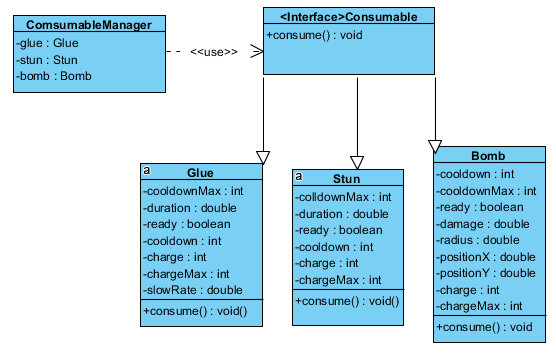 ComsumableManager
-glue : Glue
-stun : Stun
-bomb : Bomb
<<use>>
<Interface>Consumable
+consume() : void
a
Glue
-cooldownMax : int
-duration : double
-ready : boolean
-cooldown : int
-charge : int
-chargeMax : int
-slowRate : double
+consume() : void()
a
Stun
-colldownMax : int
-duration : double
-ready : boolean
-cooldown : int
-charge : int
-chargeMax : int
+consume() : void()
Bomb
-cooldown : int
-cooldownMax : int
-ready : boolean
-damage : double
-radius : double
-positionX : double
-positionY : double
-charge : int
-chargeMax : int
+consume() : void